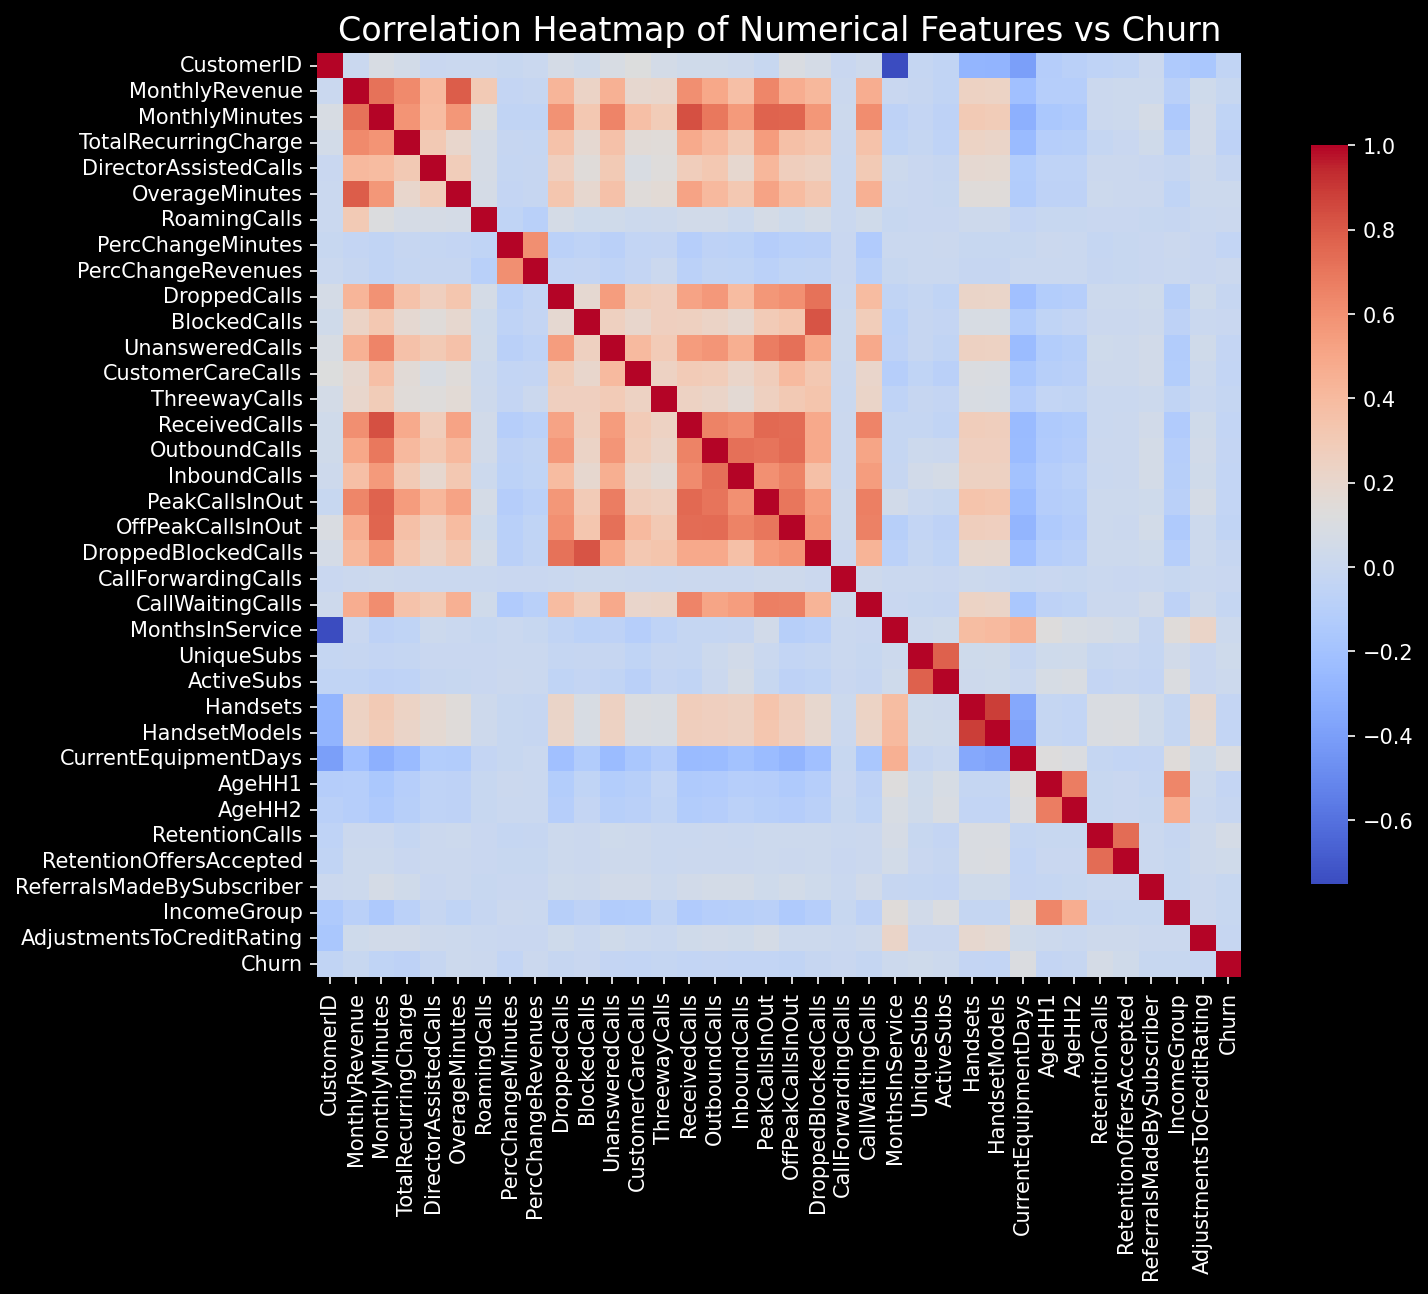 Correlation Heatmap of Numerical Features vs Churn
CustomerID
MonthlyRevenue
MonthlyMinutes
TotalRecurringCharge
DirectorAssistedCalls
OverageMinutes
RoamingCalls
PercChangeMinutes
PercChangeRevenues
DroppedCalls
BlockedCalls
UnansweredCalls
CustomerCareCalls
ThreewayCalls
ReceivedCalls
OutboundCalls
InboundCalls
PeakCallsInOut
OffPeakCallsInOut
DroppedBlockedCalls
CallForwardingCalls
CallWaitingCalls
MonthsInService
UniqueSubs
ActiveSubs
Handsets
HandsetModels
CurrentEquipmentDays
AgeHH1
AgeHH2
RetentionCalls
RetentionOffersAccepted
ReferralsMadeBySubscriber
IncomeGroup
AdjustmentsToCreditRating
Churn
CustomerID
MonthlyRevenue
MonthlyMinutes
TotalRecurringCharge
DirectorAssistedCalls
OverageMinutes
RoamingCalls
PercChangeMinutes
PercChangeRevenues
DroppedCalls
BlockedCalls
UnansweredCalls
CustomerCareCalls
ThreewayCalls
ReceivedCalls
OutboundCalls
InboundCalls
PeakCallsInOut
OffPeakCallsInOut
DroppedBlockedCalls
CallForwardingCalls
CallWaitingCalls
MonthsInService
UniqueSubs
ActiveSubs
Handsets
HandsetModels
CurrentEquipmentDays
AgeHH1
AgeHH2
RetentionCalls
RetentionOffersAccepted
ReferralsMadeBySubscriber
IncomeGroup
AdjustmentsToCreditRating
Churn
1.0
0.8
0.6
0.4
0.2
0.0
−0.2
−0.4
−0.6